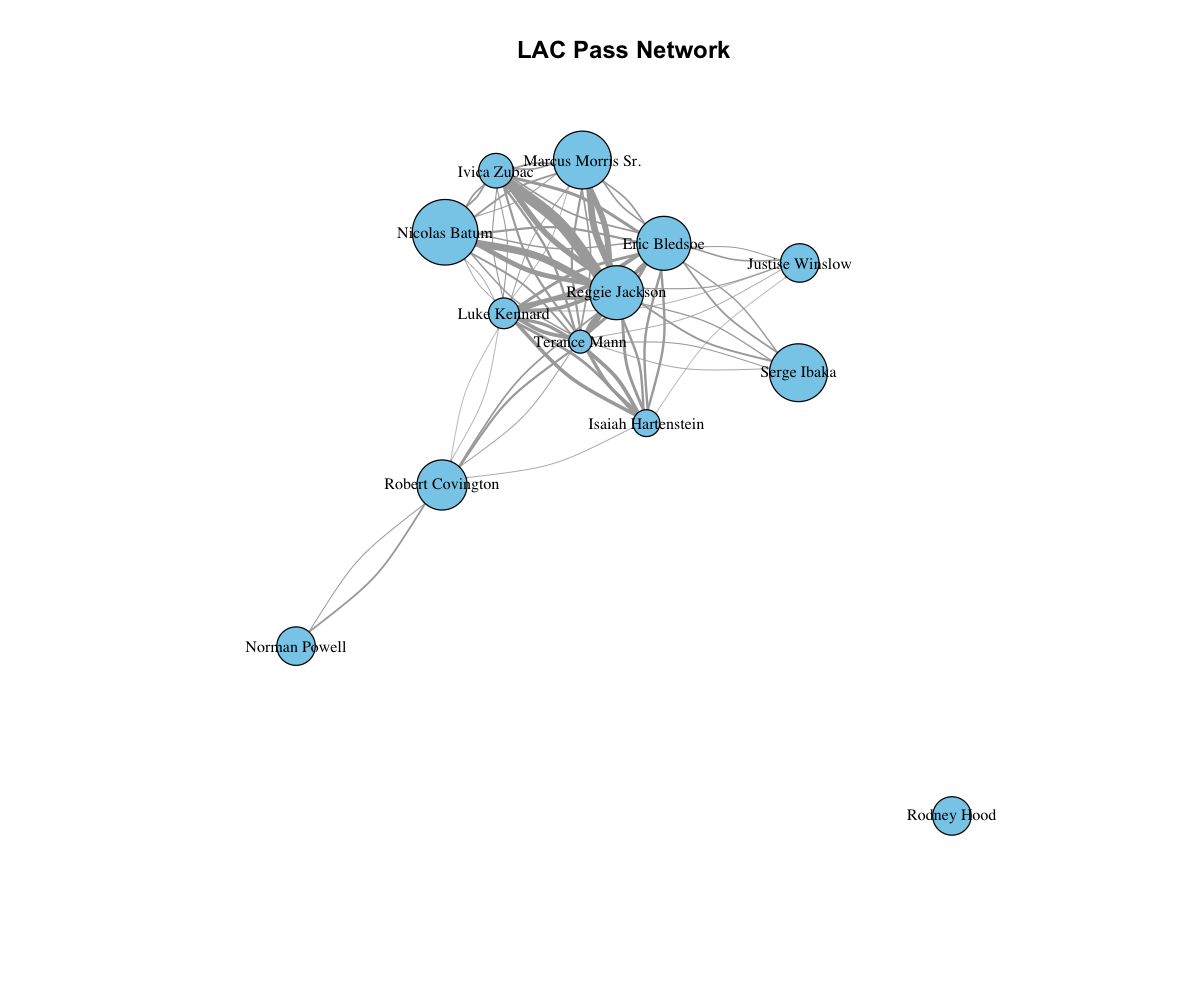 LAC Pass Network
Marcus Morris Sr.
Ivica Zubac
Nicolas Batum
Eric Bledsoe
Justise Winslow
Reggie Jackson
Luke Kennard
Terance Mann
Serge Ibaka
Isaiah Hartenstein
Robert Covington
Norman Powell
Rodney Hood